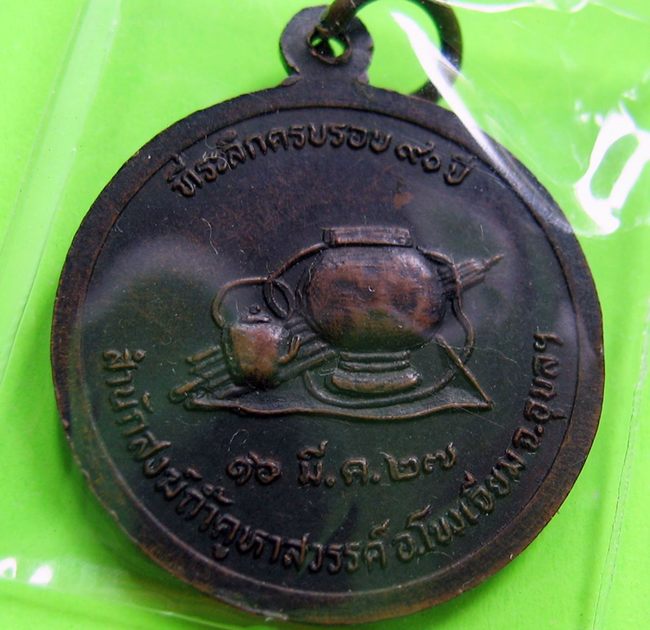 ที่ระลึกครบรอบ ๙๐ ปี
๑๖ มี.ค.๒๗
สำนักสงฆ์ถ้ำคูหาสวรรค์ อ.โขงเจียม จ.อุบลฯ